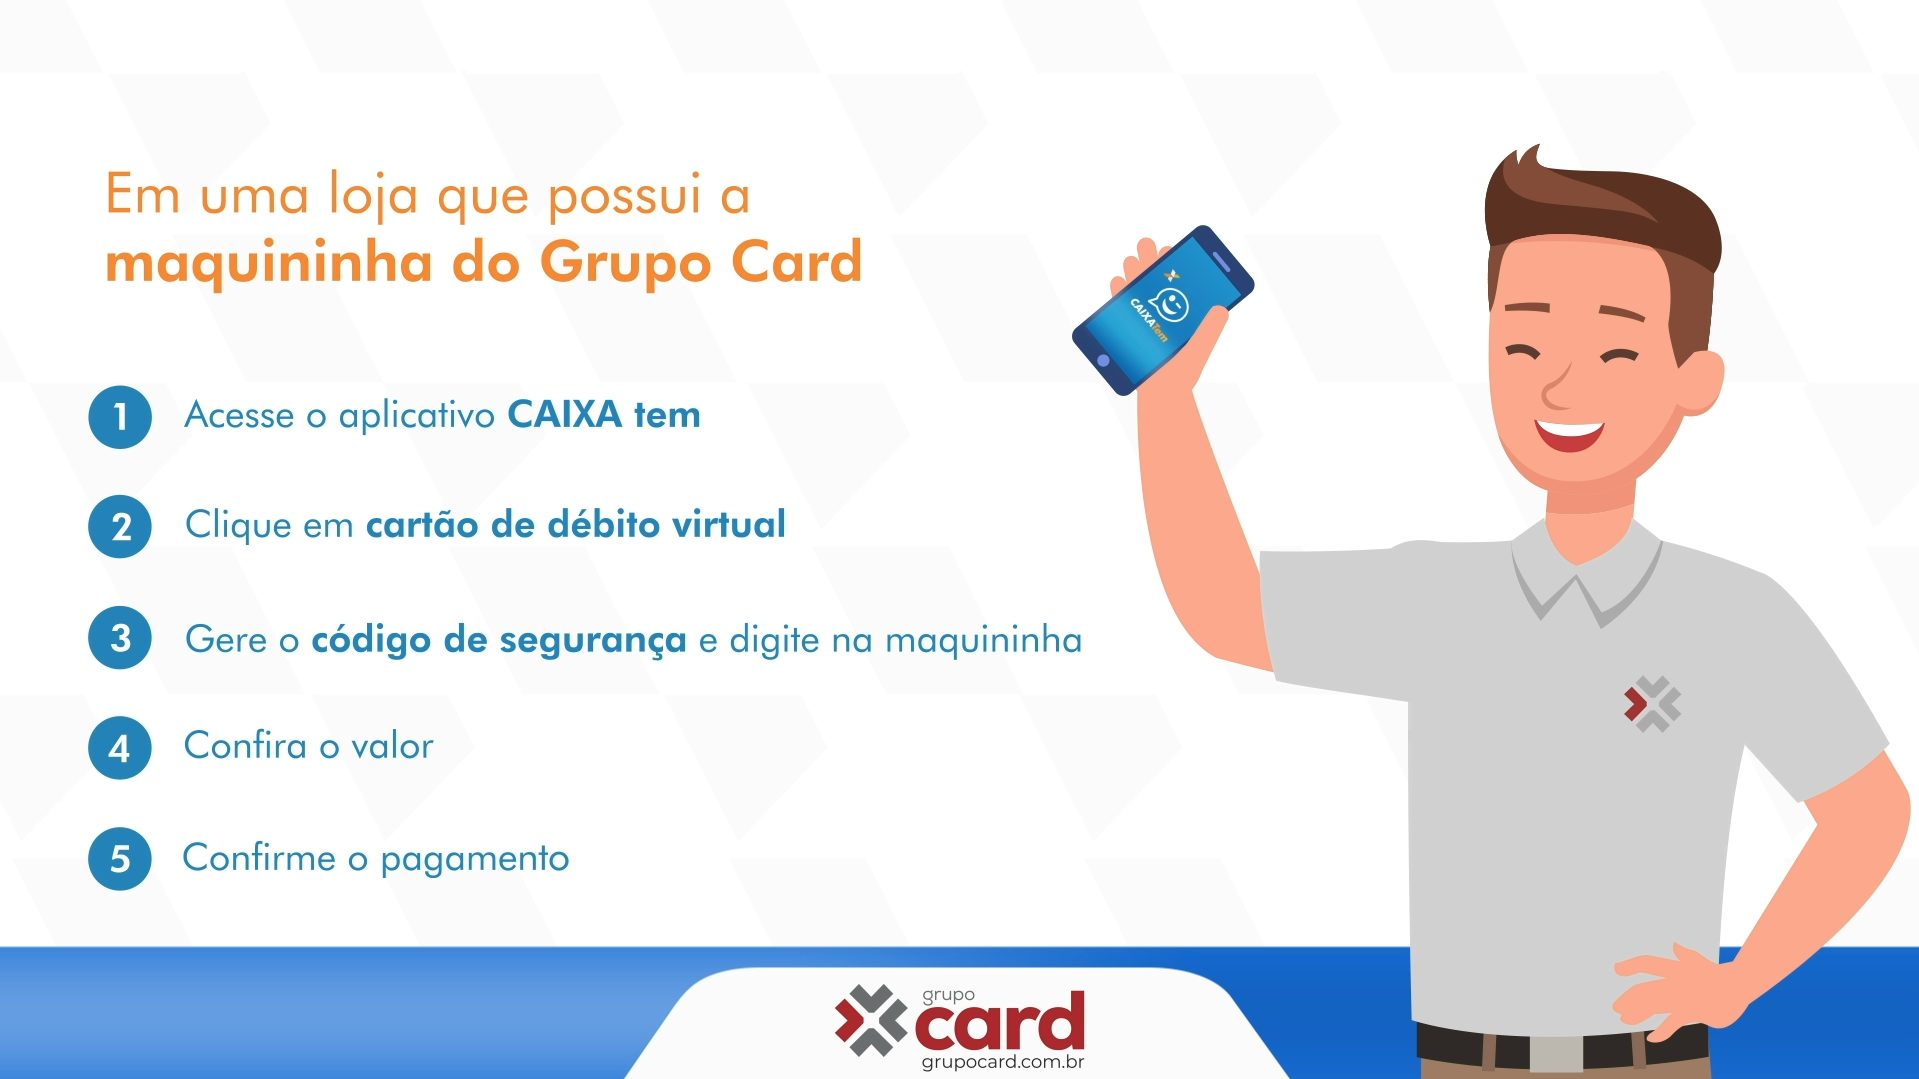 Em uma loja que possui a
maquininha do Grupo Card
1 Acesse o aplicativo CAIXA tem
2 Clique em cartão de débito virtual
3 Gere o código de segurança e digite na maquininha
4 Confira o valor
5 Confirme o pagamento
CAIXATem
grupo
card
grupocard.com.br